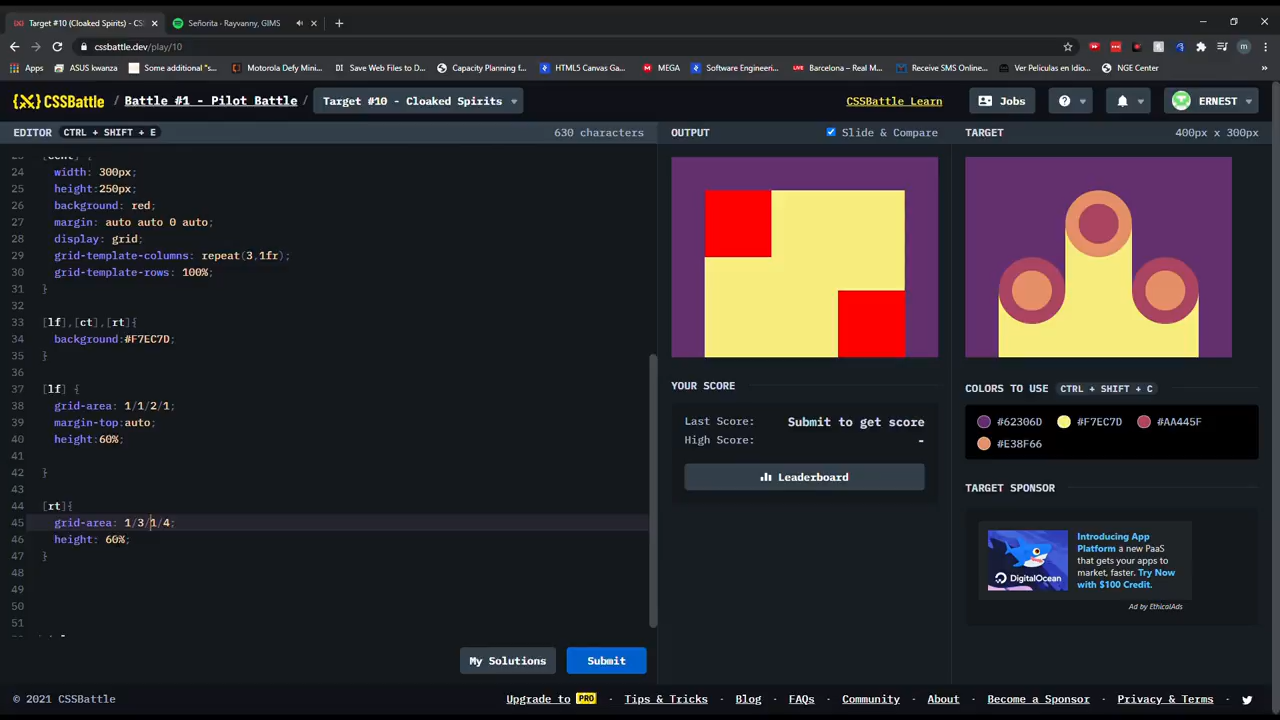 Target #10 (Cloaked Spirits) - CS
Señorita - Rayvanny, GIMS
cssbattle.dev/play/10
m
Apps
ASUS kwanza
Some additional "s...
Motorola Defy Mini...
Save Web Files to D...
Capacity Planning f...
HTML5 Canvas Ga...
MEGA
Software Engineeri...
Barcelona – Real M...
Receive SMS Online...
Ver Películas en Idio...
NGE Center
CSSBattle / Battle #1 - Pilot Battle / Target #10 - Cloaked Spirits
CSSBattle Learn
Jobs
ERNEST
EDITOR CTRL + SHIFT + E
630 characters
OUTPUT
Slide & Compare
TARGET
400px x 300px
23 [cent] {
24 width: 300px;
25 height:250px;
26 background: red;
27 margin: auto auto 0 auto;
28 display: grid;
29 grid-template-columns: repeat(3,1fr);
30 grid-template-rows: 100%;
31 }
32
33 [lf],[ct],[rt]{
34 background:#F7EC7D;
35 }
36
37 [lf] {
38 grid-area: 1/1/2/1;
39 margin-top:auto;
40 height:60%;
41
42 }
43
44 [rt]{
45 grid-area: 1/3/1/4;
46 height: 60%;
47 }
48
49
50
51
YOUR SCORE
Last Score: Submit to get score
High Score: -
Leaderboard
COLORS TO USE CTRL + SHIFT + C
#62306D
#F7EC7D
#AA445F
#E38F66
TARGET SPONSOR
DigitalOcean
Introducing App
Platform a new PaaS
that gets your apps to
market, faster. Try Now
with $100 Credit.
Ad by EthicalAds
My Solutions
Submit
© 2021 CSSBattle
Upgrade to PRO
Tips & Tricks
Blog
FAQs
Community
About
Become a Sponsor
Privacy & Terms